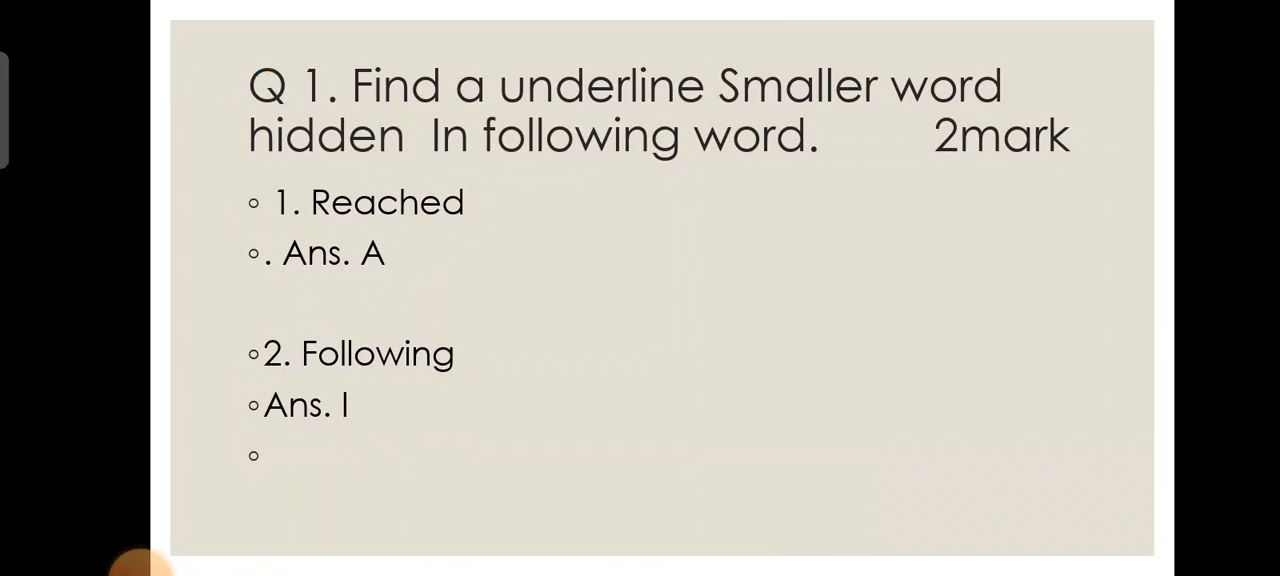 Q 1. Find a underline Smaller word
hidden In following word. 2mark
◦ 1. Reached
◦ . Ans. A
◦ 2. Following
◦ Ans. I
◦